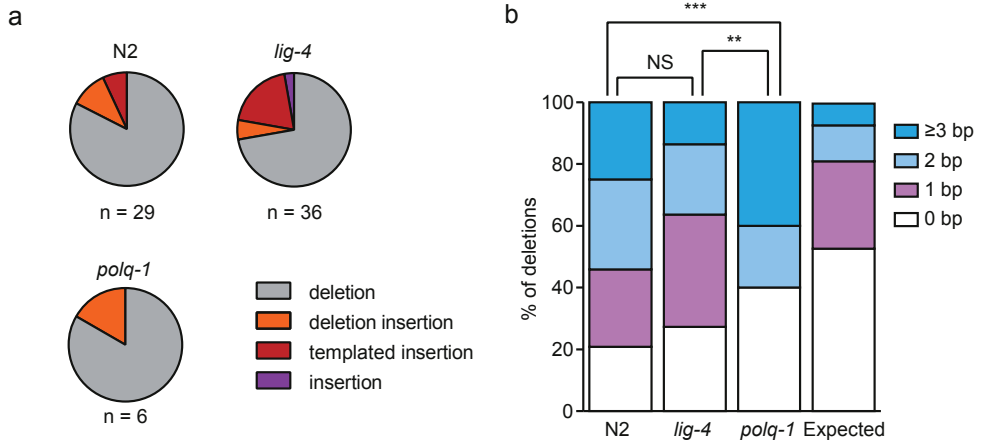 a
N2
lig-4
n = 29
n = 36
polq-1
n = 6
deletion
deletion insertion
templated insertion
insertion
b
***
**
NS
% of deletions
100
80
60
40
20
0
N2
lig-4
polq-1
Expected
≥3 bp
2 bp
1 bp
0 bp